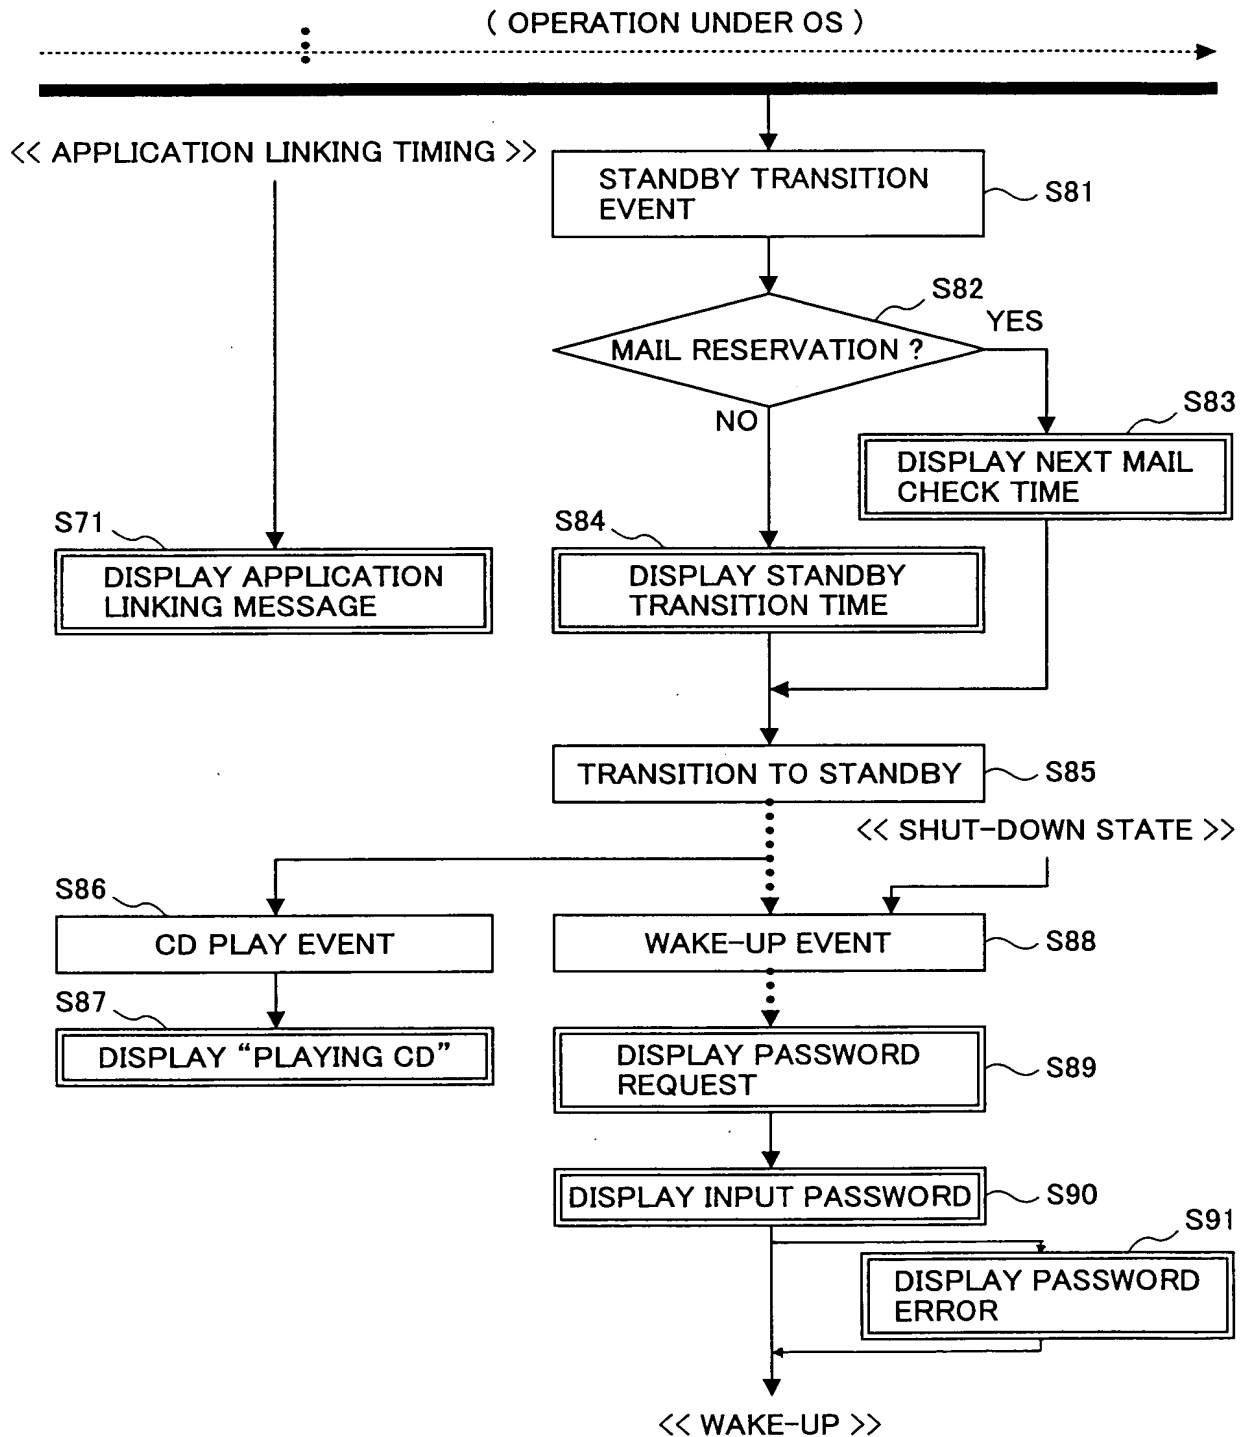 ( OPERATION UNDER OS )
<< APPLICATION LINKING TIMING >>
STANDBY TRANSITION
EVENT
S81
S82
MAIL RESERVATION ?
YES
NO
S83
DISPLAY NEXT MAIL
CHECK TIME
S71
DISPLAY APPLICATION
LINKING MESSAGE
S84
DISPLAY STANDBY
TRANSITION TIME
TRANSITION TO STANDBY
S85
<< SHUT-DOWN STATE >>
S86
CD PLAY EVENT
WAKE-UP EVENT
S88
S87
DISPLAY “PLAYING CD”
DISPLAY PASSWORD
REQUEST
S89
DISPLAY INPUT PASSWORD
S90
S91
DISPLAY PASSWORD
ERROR
<< WAKE-UP >>